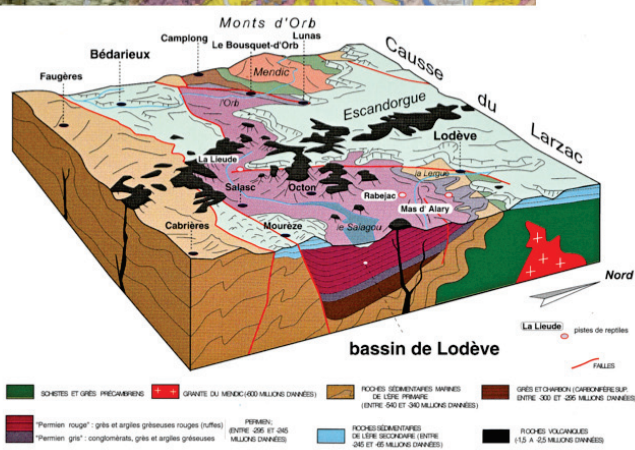 Monts d'Orb
Camplong
Lunas
Le Bousquet-d'Orb
Bédarieux
Faugères
Mendic
l'Orb
Causse
du
Larzac
Escandorgue
Lodève
La Lieude
la Lergue
Salasc
Octon
Rabejac
Mas d' Alary
Cabrières
Mourèze
le Salagou
Nord
bassin de Lodève
La Lieude
pistes de reptiles
FAILLES
SCHISTES ET GRÈS PRÉCAMBRIENS
GRANITE DU MENDIC (-600 MILLIONS D'ANNÉES)
ROCHES SÉDIMENTAIRES MARINES
DE L'ÈRE PRIMAIRE
(ENTRE -540 ET -340 MILLIONS D'ANNÉES)
GRÈS ET CHARBON (CARBONIFÈRE SUP.
ENTRE -300 ET -295 MILLIONS D'ANNÉES)
"Permien rouge" : grès et argiles gréseuses rouges (ruffes)
"Permien gris" : conglomérats, grès et argiles gréseuses
PERMIEN;
(ENTRE -295 ET -245
MILLIONS D'ANNÉES)
ROCHES SÉDIMENTAIRES
DE L'ÈRE SECONDAIRE (ENTRE
-245 ET -65 MILLIONS D'ANNÉES)
ROCHES VOLCANIQUES
(-1,5 A -2,5 MILLIONS D'ANNÉES)